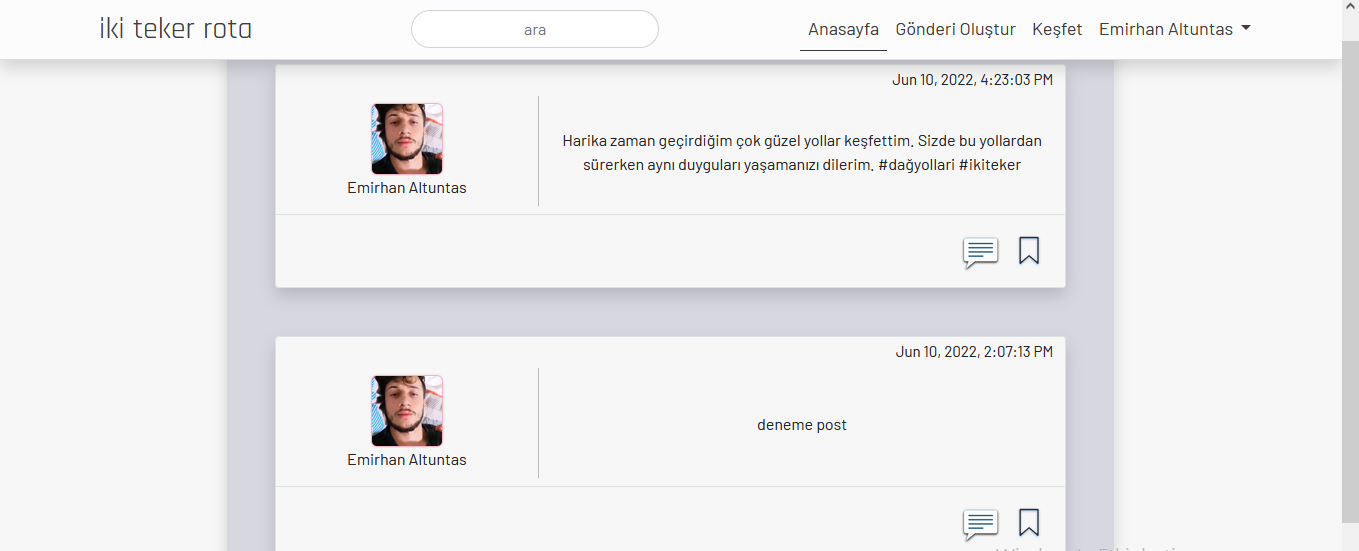 iki teker rota
ara
Anasayfa Gönderi Oluştur Keşfet Emirhan Altuntas
Jun 10, 2022, 4:23:03 PM
Emirhan Altuntas
Harika zaman geçirdiğim çok güzel yollar keşfettim. Sizde bu yollardan
sürerken aynı duyguları yaşamanızı dilerim. #dağyollari #ikiteker
Jun 10, 2022, 2:07:13 PM
Emirhan Altuntas
deneme post